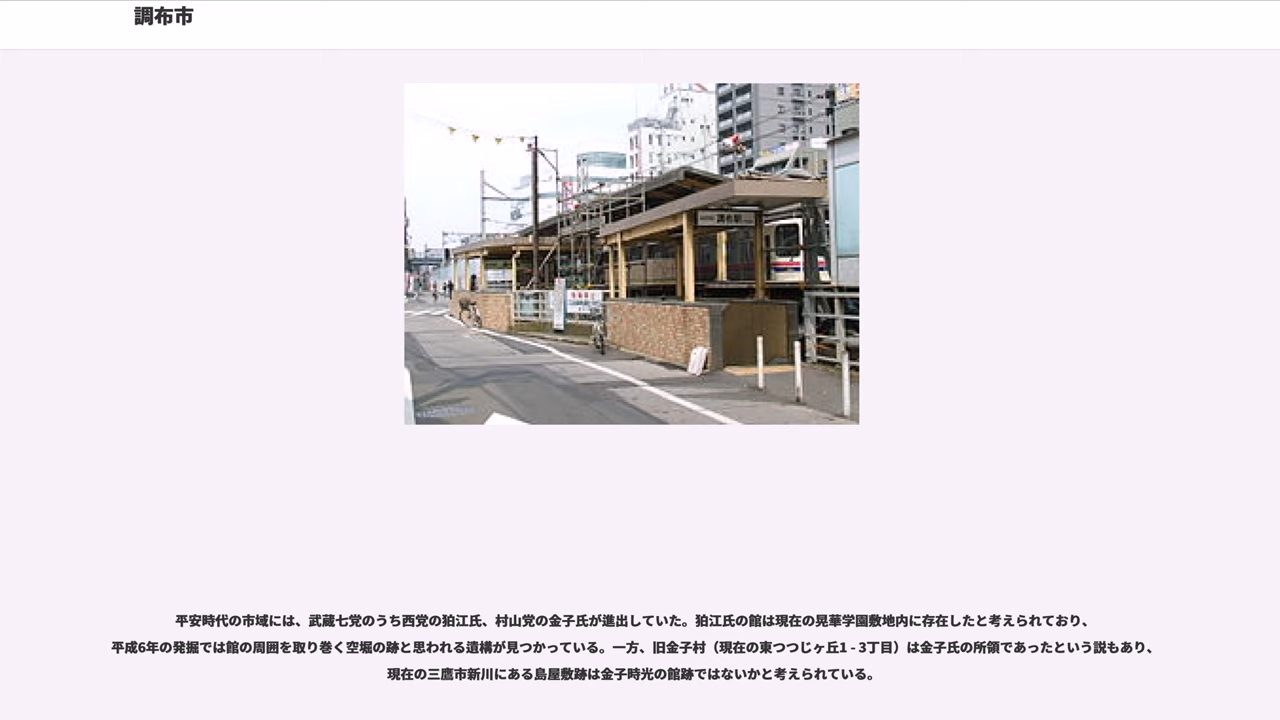 調布市
調布駅
平安時代の市域には、武蔵七党のうち西党の狛江氏、村山党の金子氏が進出していた。狛江氏の館は現在の晃華学園敷地内に存在したと考えられており、
平成6年の発掘では館の周囲を取り巻く空堀の跡と思われる遺構が見つかっている。一方、旧金子村（現在の東つつじヶ丘1 - 3丁目）は金子氏の所領であったという説もあり、
現在の三鷹市新川にある島屋敷跡は金子時光の館跡ではないかと考えられている。